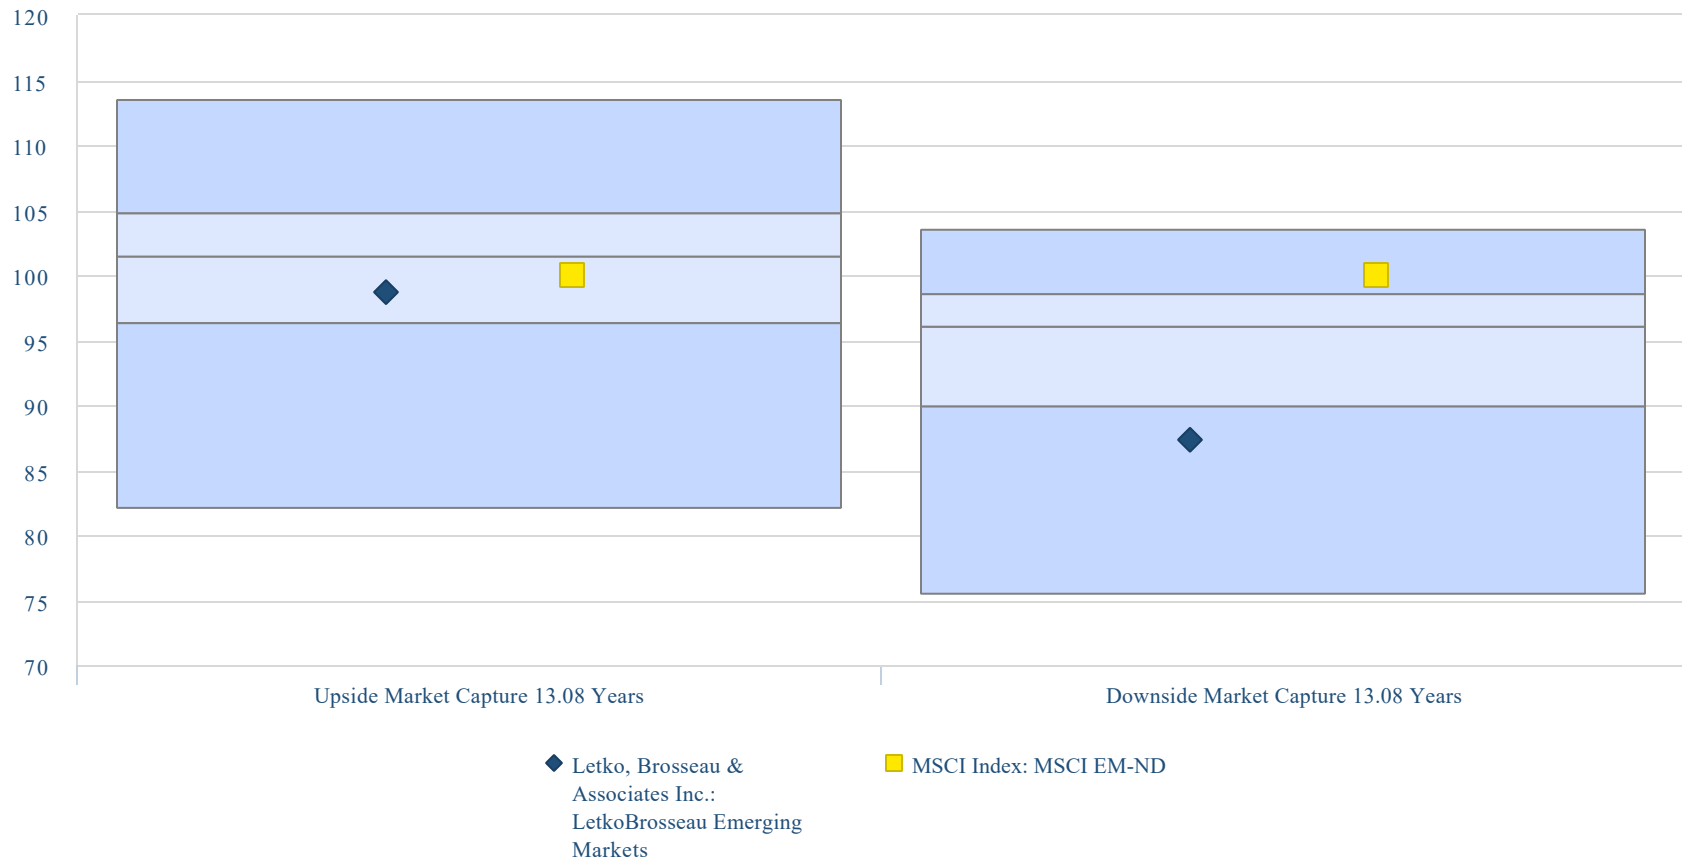 120
115
110
105
100
95
90
85
80
75
70
Upside Market Capture 13.08 Years
Downside Market Capture 13.08 Years
Letko, Brosseau &
Associates Inc.:
LetkoBrosseau Emerging
Markets
MSCI Index: MSCI EM-ND